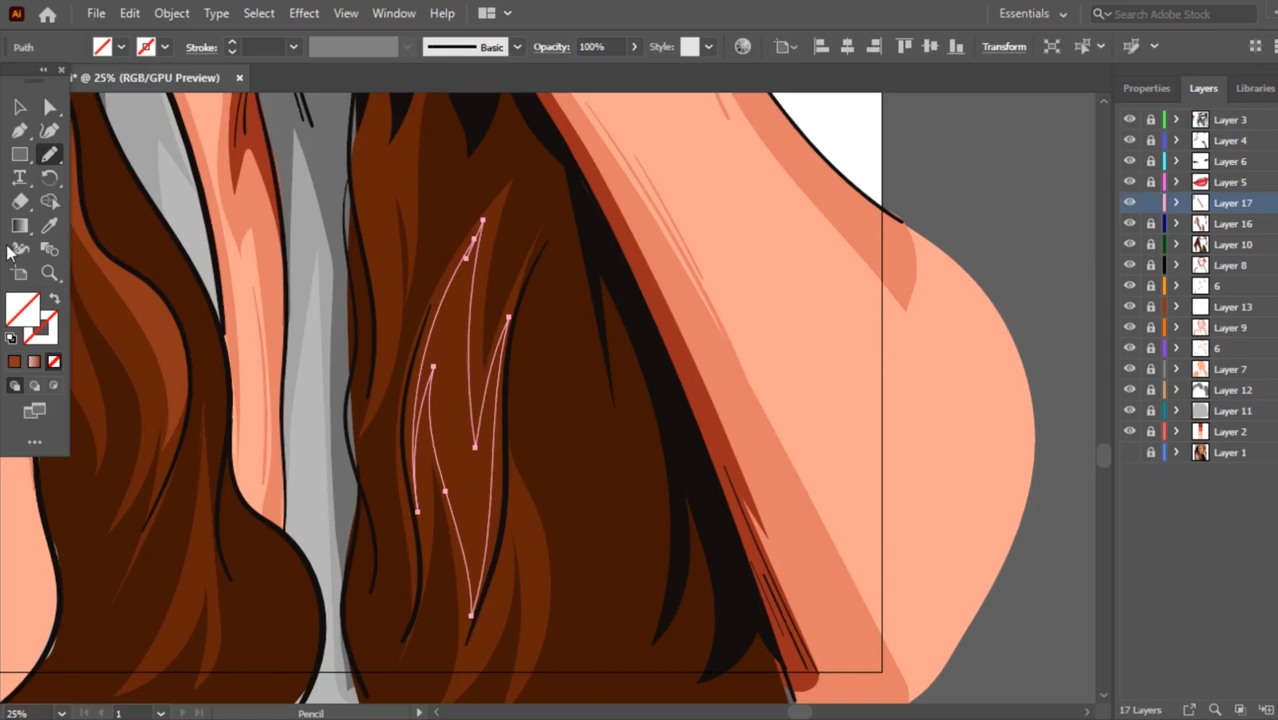 Ai File Edit Object Type Select Effect View Window Help Essentials Search Adobe Stock
Path Stroke: Basic Opacity: 100% Style: Transform
i* @ 25% (RGB/GPU Preview) ×
Properties Layers Libraries
Layer 3
Layer 4
Layer 6
Layer 5
Layer 17
Layer 16
Layer 10
Layer 8
6
Layer 13
Layer 9
6
Layer 7
Layer 12
Layer 11
Layer 2
Layer 1
25% 1 Pencil 17 Layers